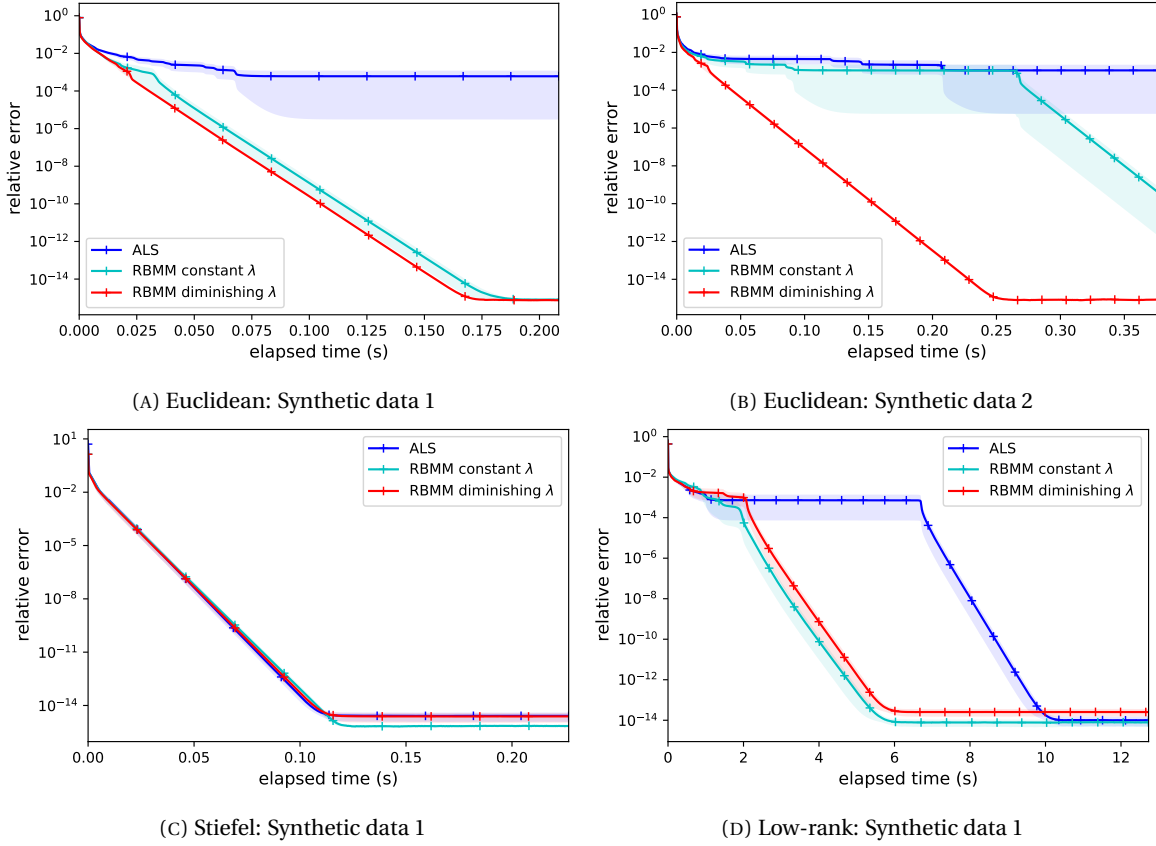 10^0
10^-2
10^-4
10^-6
10^-8
10^-10
10^-12
10^-14
relative error
ALS
RBMM constant λ
RBMM diminishing λ
0.000 0.025 0.050 0.075 0.100 0.125 0.150 0.175 0.200
elapsed time (s)
(A) Euclidean: Synthetic data 1
10^0
10^-2
10^-4
10^-6
10^-8
10^-10
10^-12
10^-14
relative error
ALS
RBMM constant λ
RBMM diminishing λ
0.00 0.05 0.10 0.15 0.20 0.25 0.30 0.35
elapsed time (s)
(B) Euclidean: Synthetic data 2
10^1
10^-2
10^-5
10^-8
10^-11
10^-14
relative error
ALS
RBMM constant λ
RBMM diminishing λ
0.00 0.05 0.10 0.15 0.20
elapsed time (s)
(C) Stiefel: Synthetic data 1
10^0
10^-2
10^-4
10^-6
10^-8
10^-10
10^-12
10^-14
relative error
ALS
RBMM constant λ
RBMM diminishing λ
0 2 4 6 8 10 12
elapsed time (s)
(D) Low-rank: Synthetic data 1